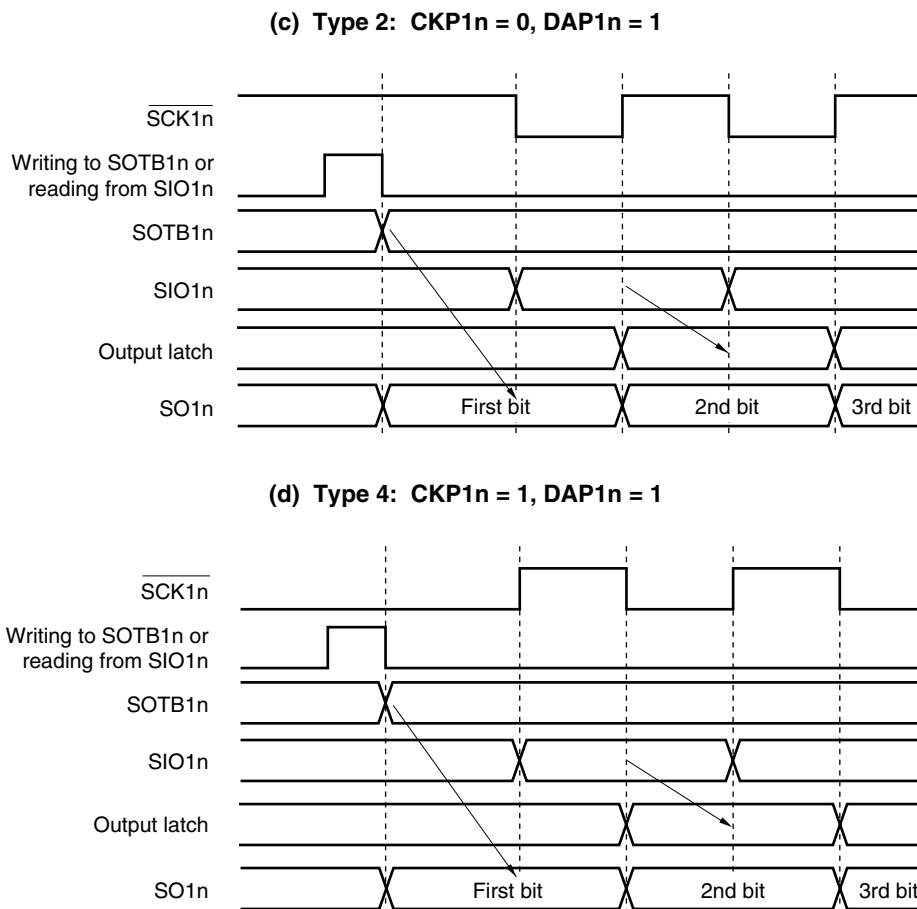 (c) Type 2: CKP1n = 0, DAP1n = 1
SCK1n
Writing to SOTB1n or
reading from SIO1n
SOTB1n
SIO1n
Output latch
SO1n
First bit
2nd bit
3rd bit
(d) Type 4: CKP1n = 1, DAP1n = 1
SCK1n
Writing to SOTB1n or
reading from SIO1n
SOTB1n
SIO1n
Output latch
SO1n
First bit
2nd bit
3rd bit